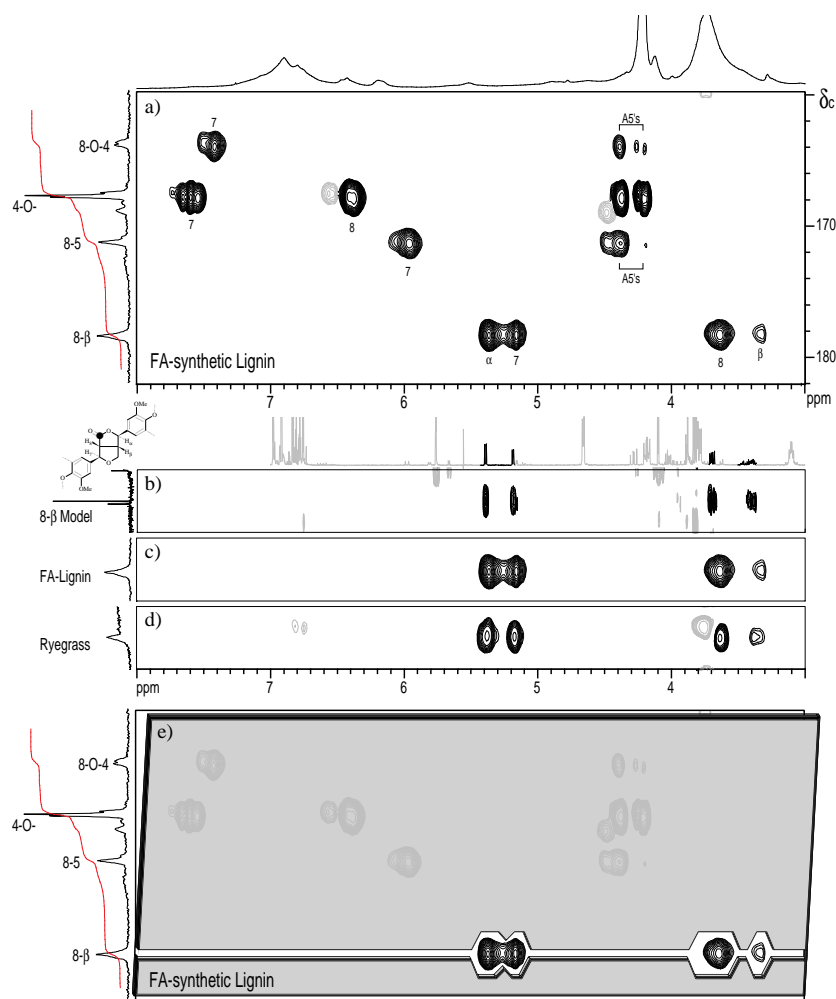 a)
δc
7
A5's
8-O-4
170
4-O-
7
8
8-5
7
A5's
8-β
FA-synthetic Lignin
α
7
8
β
180
7
6
5
4
ppm
OMe
O
O
Hα
Hβ
O
O
OMe
b)
8-β Model
c)
FA-Lignin
d)
Ryegrass
ppm
7
6
5
4
e)
8-O-4
4-O-
8-5
8-β
FA-synthetic Lignin